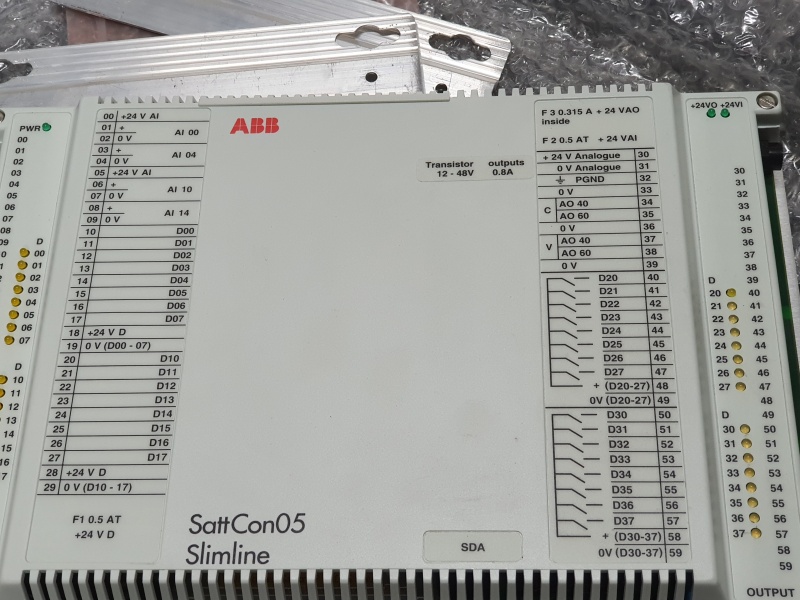 PWR
00
01
02
03
04
05
06
07
08
09 D
00
01
02
03
04
05
06
07
D
10
11
12
13
14
15
16
00 +24 V AI
01 +
02 0 V AI 00
03 +
04 0 V AI 04
05 +24 V AI
06 +
07 0 V AI 10
08 +
09 0 V AI 14
10 D00
11 D01
12 D02
13 D03
14 D04
15 D05
16 D06
17 D07
18 +24 V D
19 0 V (D00 - 07)
20 D10
21 D11
22 D12
23 D13
24 D14
25 D15
26 D16
27 D17
28 +24 V D
29 0 V (D10 - 17)
F1 0.5 AT
+24 V D
ABB
Transistor outputs
12 - 48V 0.8A
SattCon05
Slimline
SDA
F 3 0.315 A + 24 VAO
inside
F 2 0.5 AT + 24 VAI
+ 24 V Analogue 30
0 V Analogue 31
PGND 32
0 V 33
C AO 40 34
AO 60 35
0 V 36
V AO 40 37
AO 60 38
0 V 39
D20 40
D21 41
D22 42
D23 43
D24 44
D25 45
D26 46
D27 47
+ (D20-27) 48
0V (D20-27) 49
D30 50
D31 51
D32 52
D33 53
D34 54
D35 55
D36 56
D37 57
+ (D30-37) 58
0V (D30-37) 59
+24VO +24VI
30
31
32
33
34
35
36
37
38
D 39
20 40
21 41
22 42
23 43
24 44
25 45
26 46
27 47
48
D 49
30 50
31 51
32 52
33 53
34 54
35 55
36 56
37 57
58
59
OUTPUT